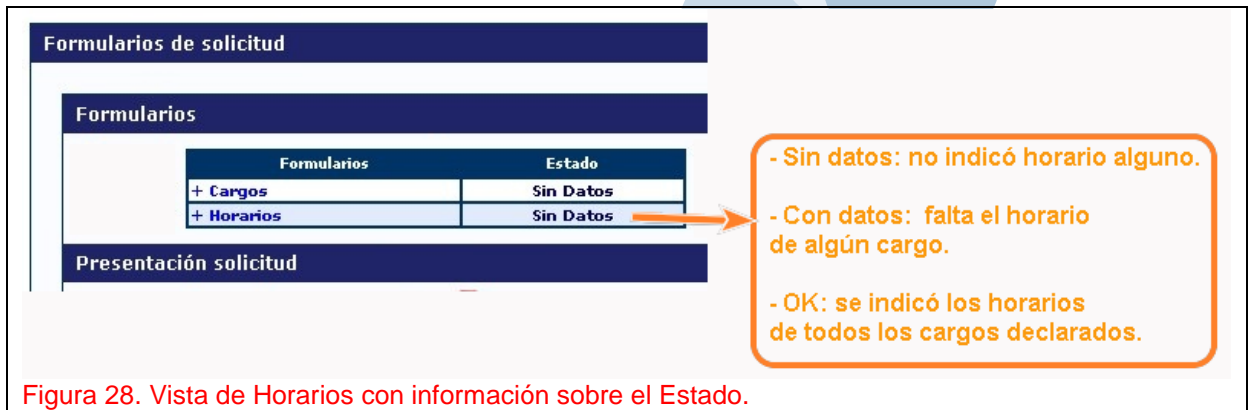 Formularios de solicitud
Formularios
Formularios Estado
+ Cargos Sin Datos
+ Horarios Sin Datos
Presentación solicitud
- Sin datos: no indicó horario alguno.
- Con datos: falta el horario
de algún cargo.
- OK: se indicó los horarios
de todos los cargos declarados.
Figura 28. Vista de Horarios con información sobre el Estado.